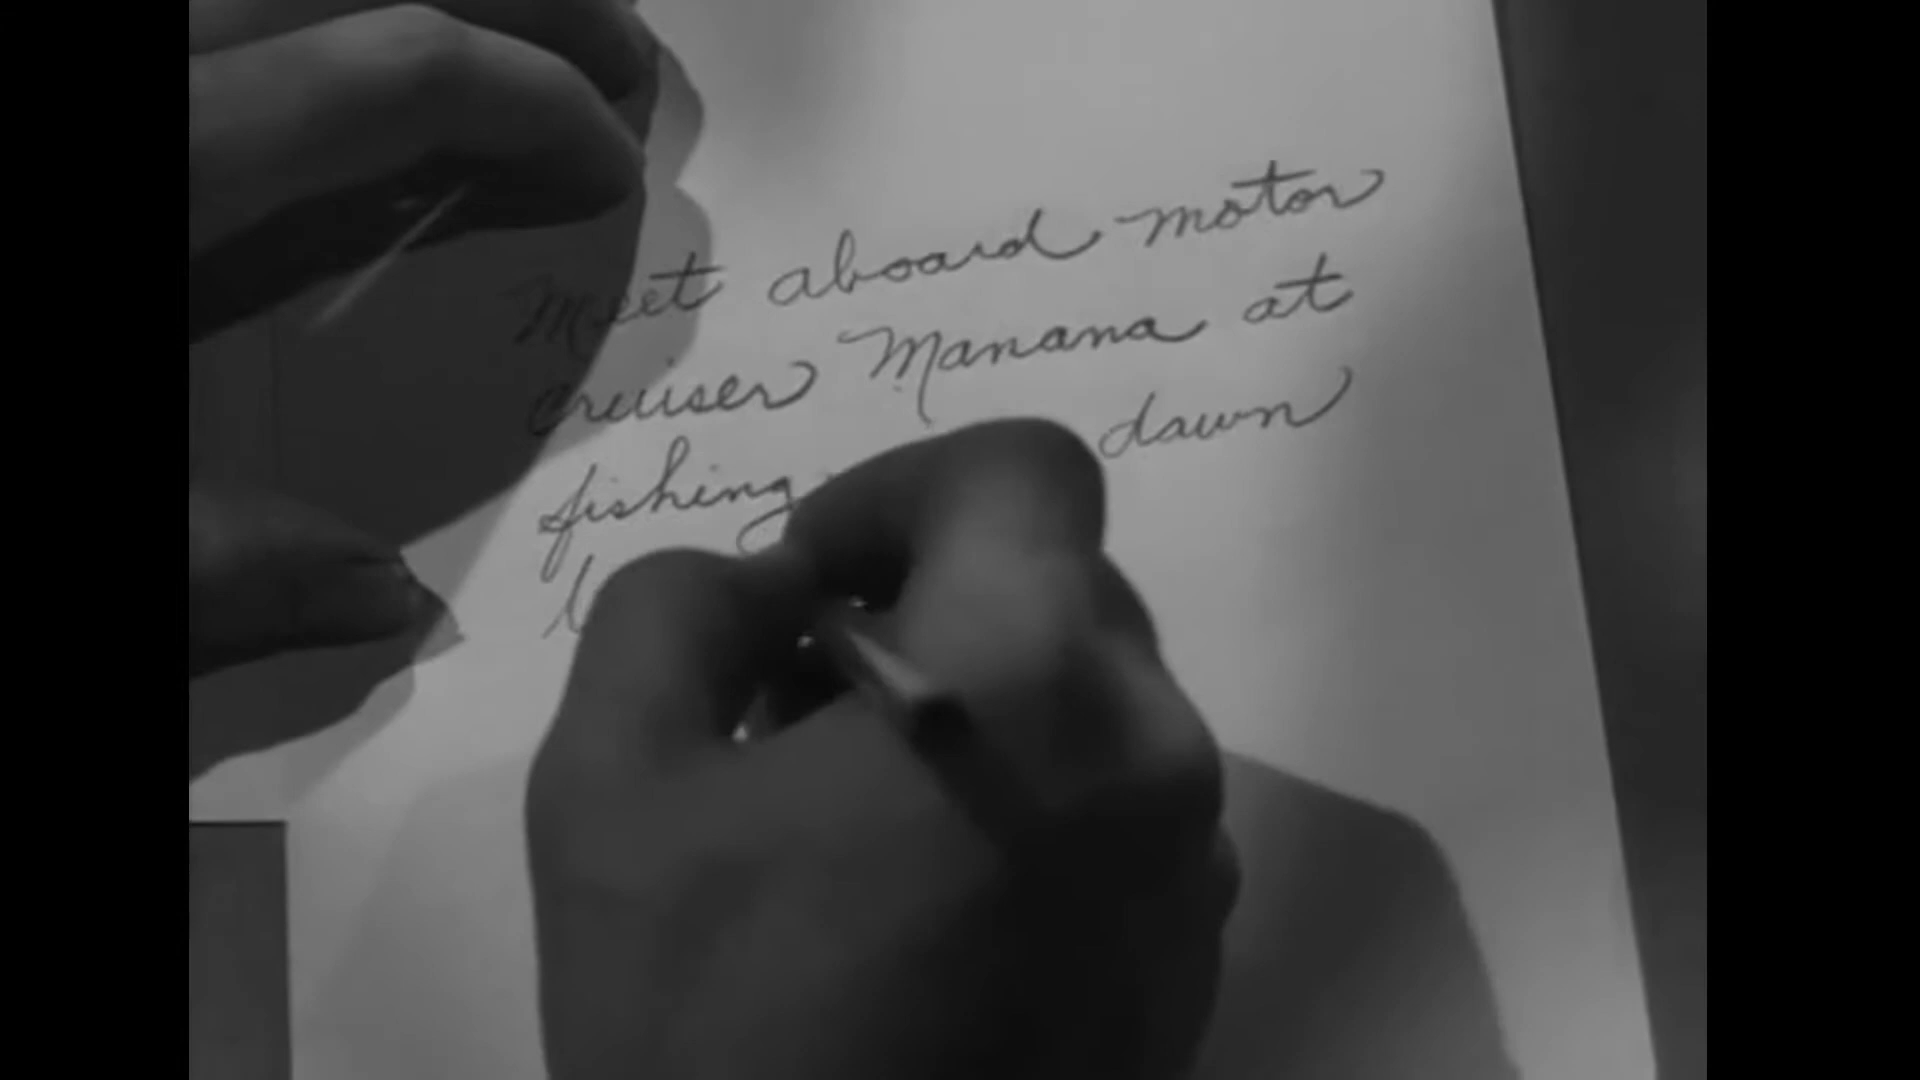 Meet aboard motor
cruiser Manana at
fishing dawn